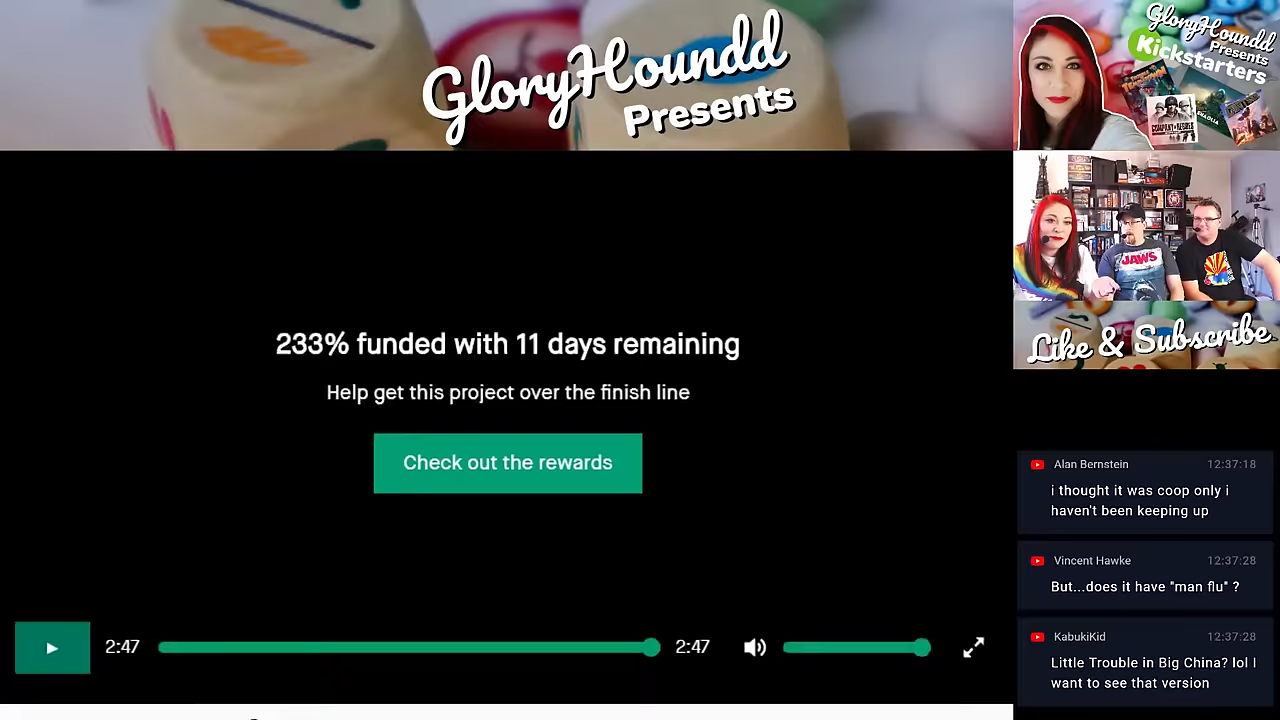 GloryHoundd
Presents
GloryHoundd
Presents
Kickstarters
COMPANY of HEROES
JAWS
Like & Subscribe
233% funded with 11 days remaining
Help get this project over the finish line
Check out the rewards
2:47
2:47
Alan Bernstein 12:37:18
i thought it was coop only i
haven't been keeping up
Vincent Hawke 12:37:28
But...does it have "man flu" ?
KabukiKid 12:37:28
Little Trouble in Big China? lol I
want to see that version